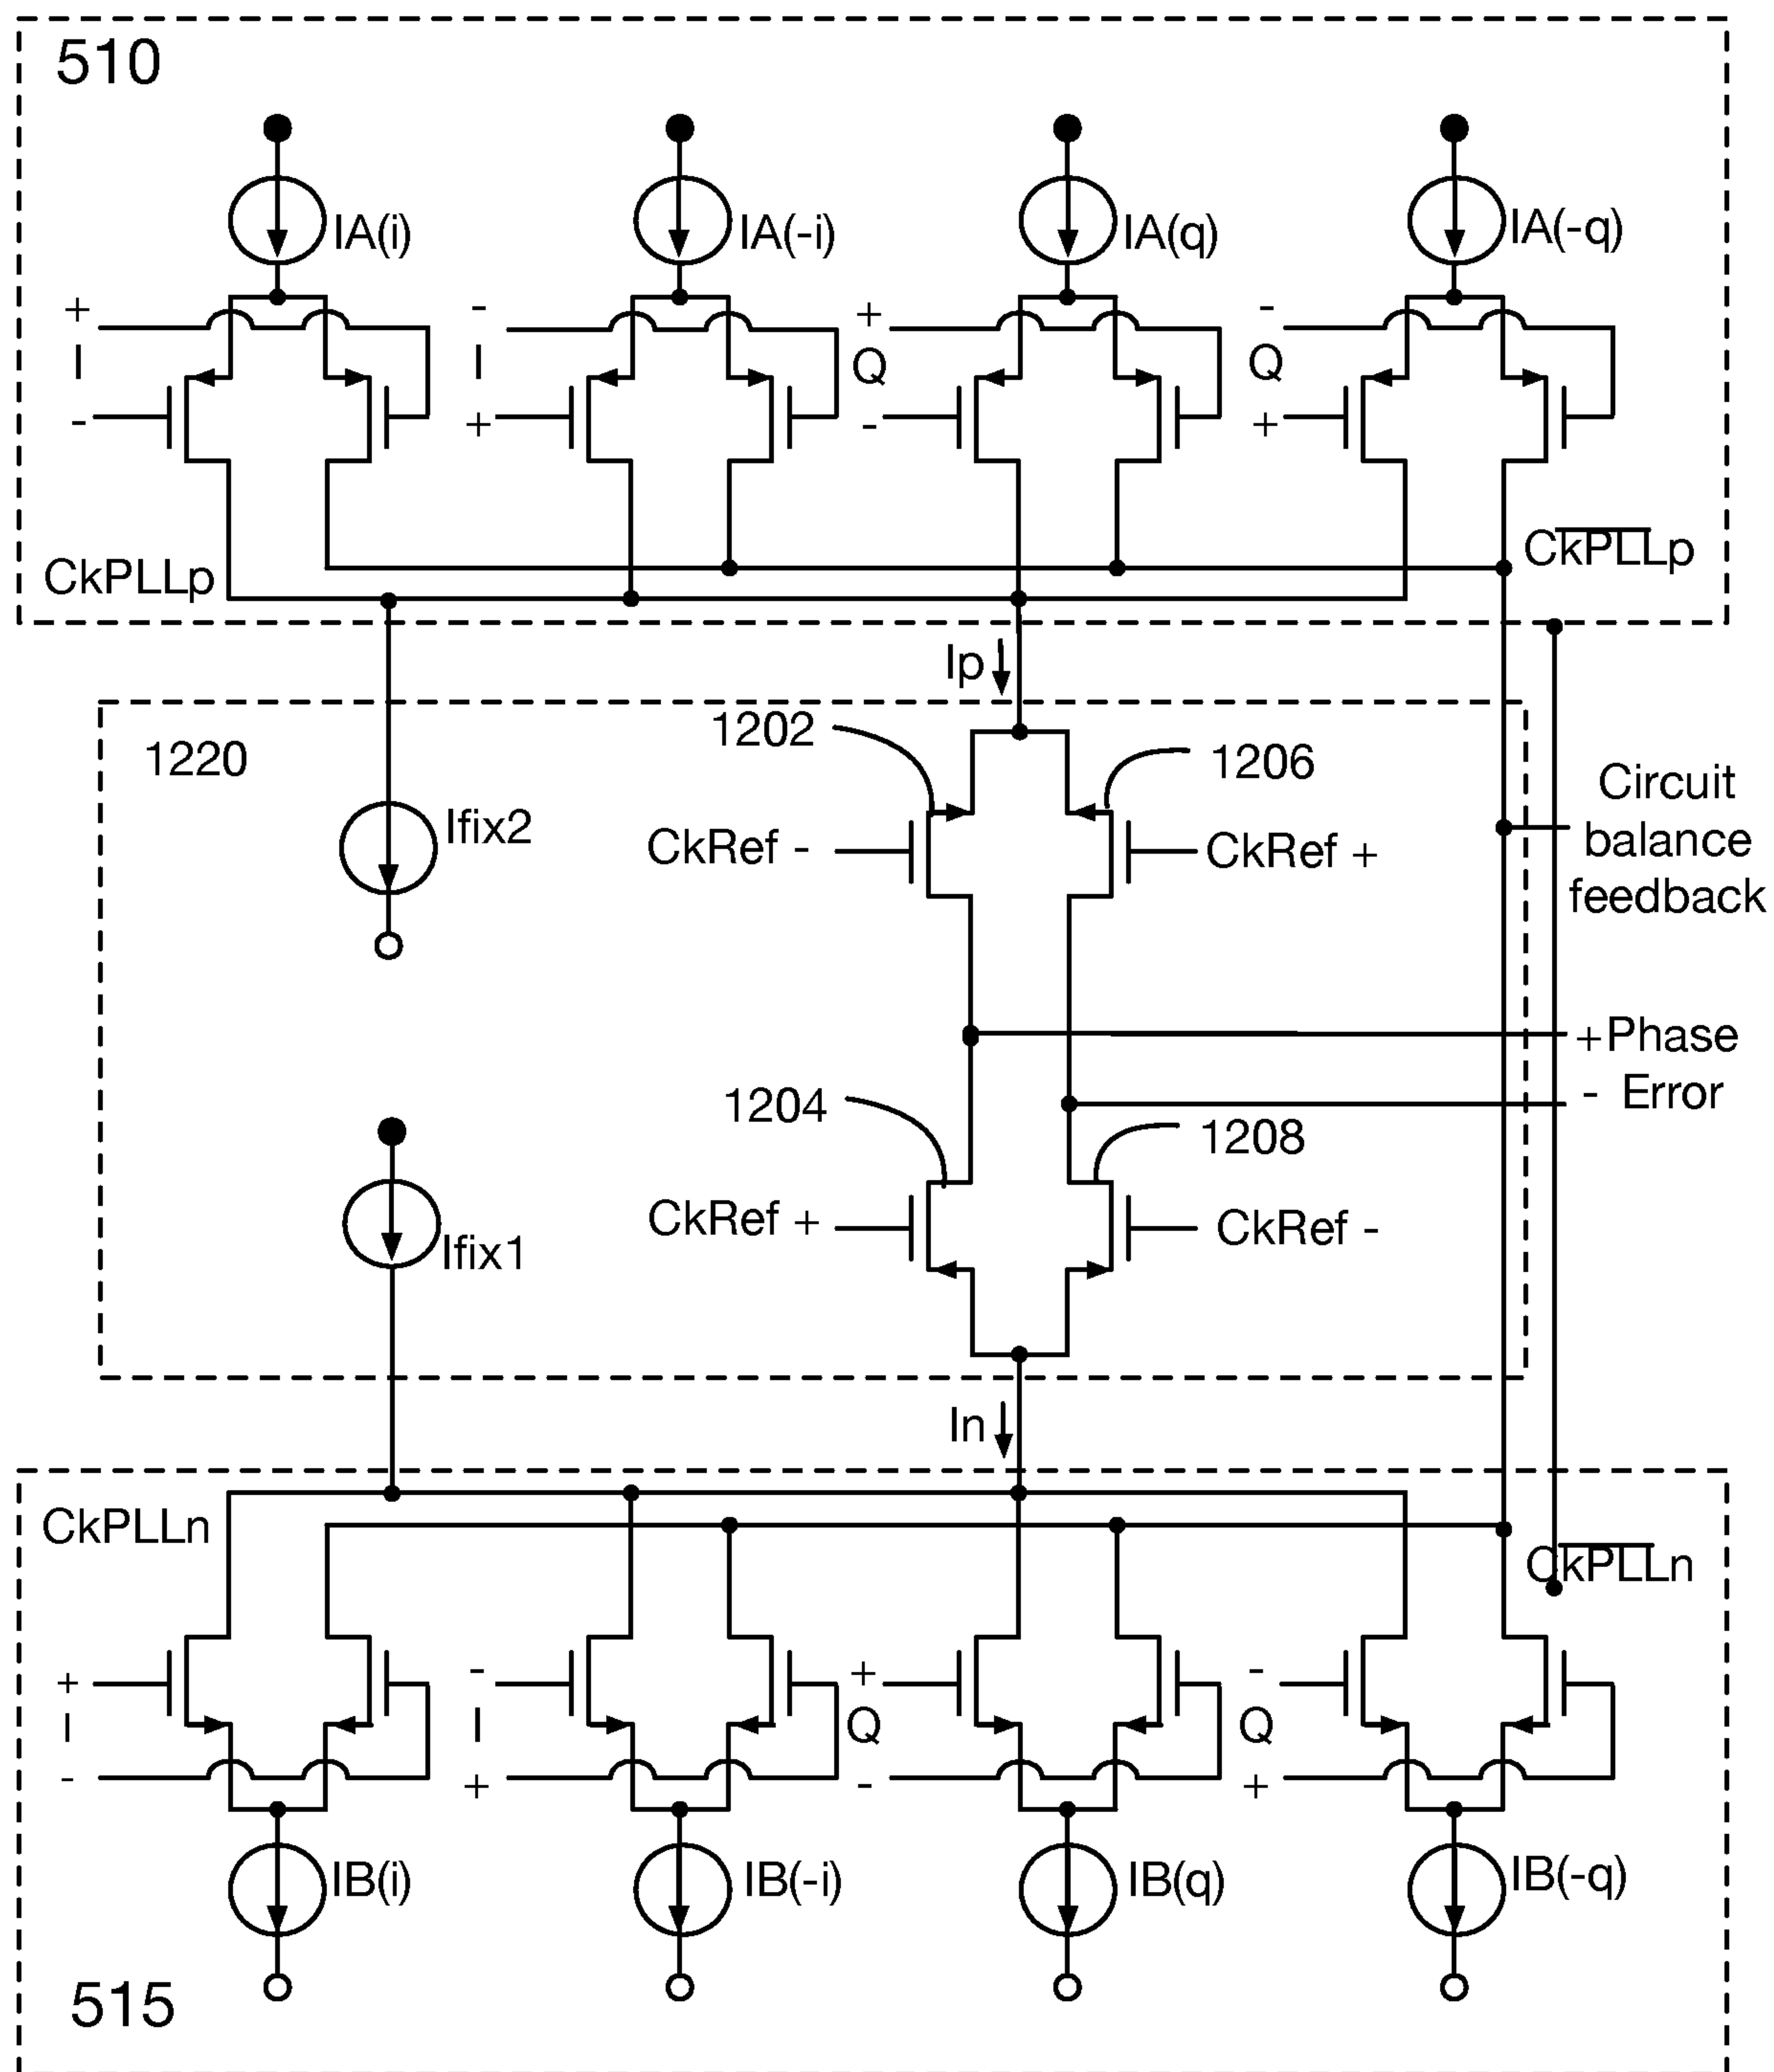 510
IA(i)
IA(-i)
IA(q)
IA(-q)
+
I
-
-
I
+
+
Q
-
-
Q
+
CkPLLp
CkPLLp
Ip
1220
1202
1206
Ifix2
CkRef -
CkRef +
Circuit
balance
feedback
+Phase
- Error
1204
1208
Ifix1
CkRef +
CkRef -
In
CkPLLn
CkPLLn
+
I
-
-
I
+
+
Q
-
-
Q
+
IB(i)
IB(-i)
IB(q)
IB(-q)
515